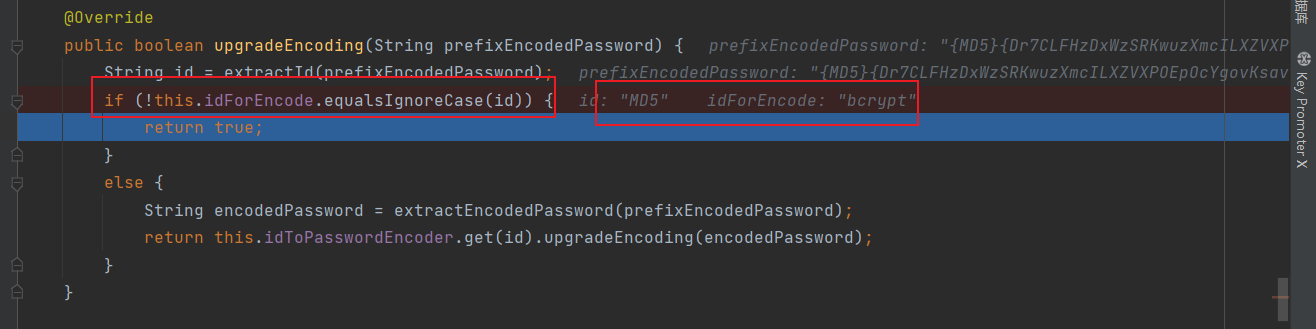 @Override
public boolean upgradeEncoding(String prefixEncodedPassword) { prefixEncodedPassword: "{MD5}{Dr7CLFHzDxWzSRKwuzXmcILXZVXP
String id = extractId(prefixEncodedPassword); prefixEncodedPassword: "{MD5}{Dr7CLFHzDxWzSRKwuzXmcILXZVXPOEpOcYgovKsav
if (!this.idForEncode.equalsIgnoreCase(id)) { id: "MD5" idForEncode: "bcrypt"
return true;
}
else {
String encodedPassword = extractEncodedPassword(prefixEncodedPassword);
return this.idToPasswordEncoder.get(id).upgradeEncoding(encodedPassword);
}
}
据库
Key Promoter X